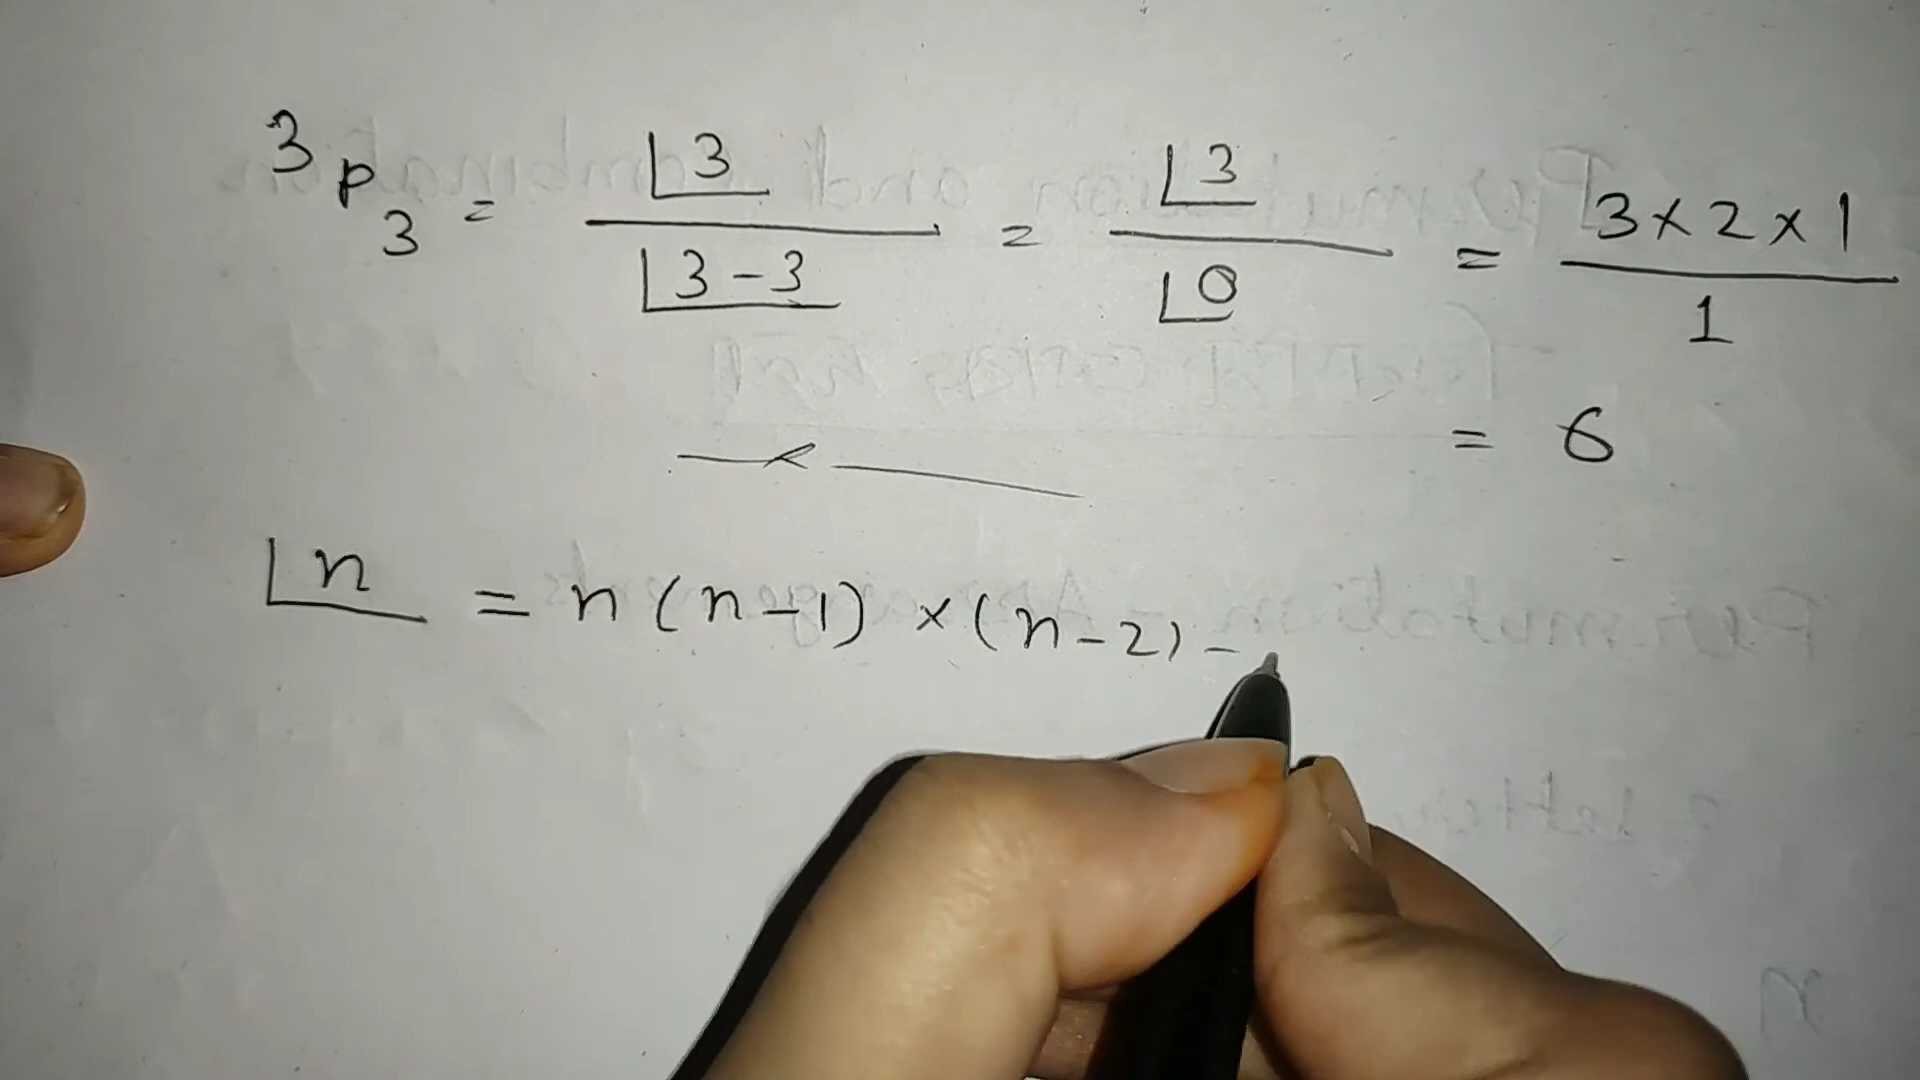 ³P₃ = ⌊3 / ⌊3-3 = ⌊3 / ⌊0 = 3×2×1 / 1
= 6
⌊n = n(n-1) ×(n-2) -